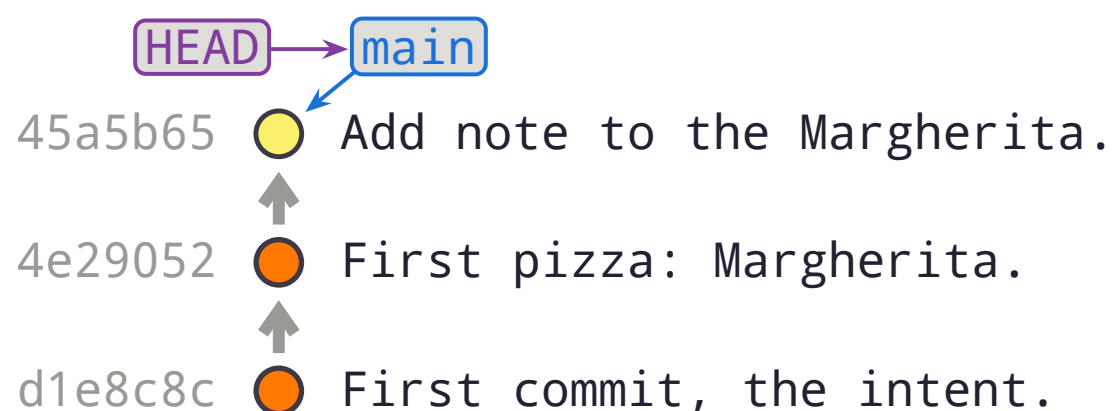 HEAD main
45a5b65 Add note to the Margherita.
4e29052 First pizza: Margherita.
d1e8c8c First commit, the intent.